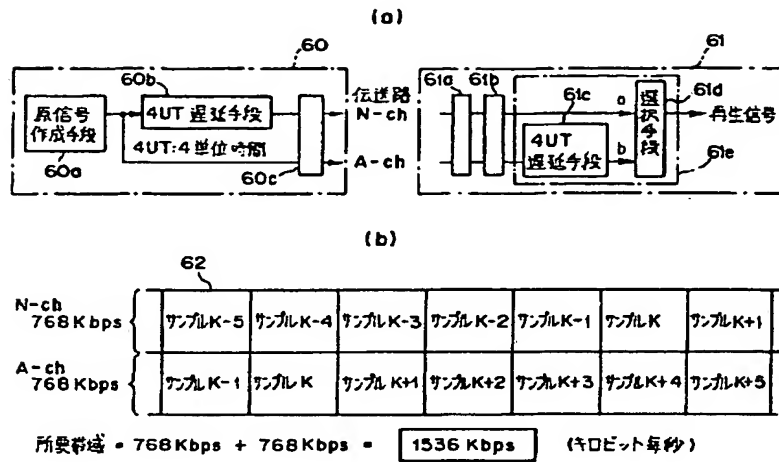 (a)
60
60b
原信号
作成手段
60a
4UT 遅延手段
4UT:4単位時間
60c
伝送路
N-ch
A-ch
61
61a
61b
61c
4UT
遅延手段
a
b
選択手段
61d
61e
再生信号
(b)
62
N-ch
768Kbps
サンプルK-5 サンプルK-4 サンプルK-3 サンプルK-2 サンプルK-1 サンプルK サンプルK+1
A-ch
768Kbps
サンプルK-1 サンプルK サンプルK+1 サンプルK+2 サンプルK+3 サンプルK+4 サンプルK+5
所要帯域 = 768Kbps + 768Kbps = 1536Kbps (キロビット毎秒)